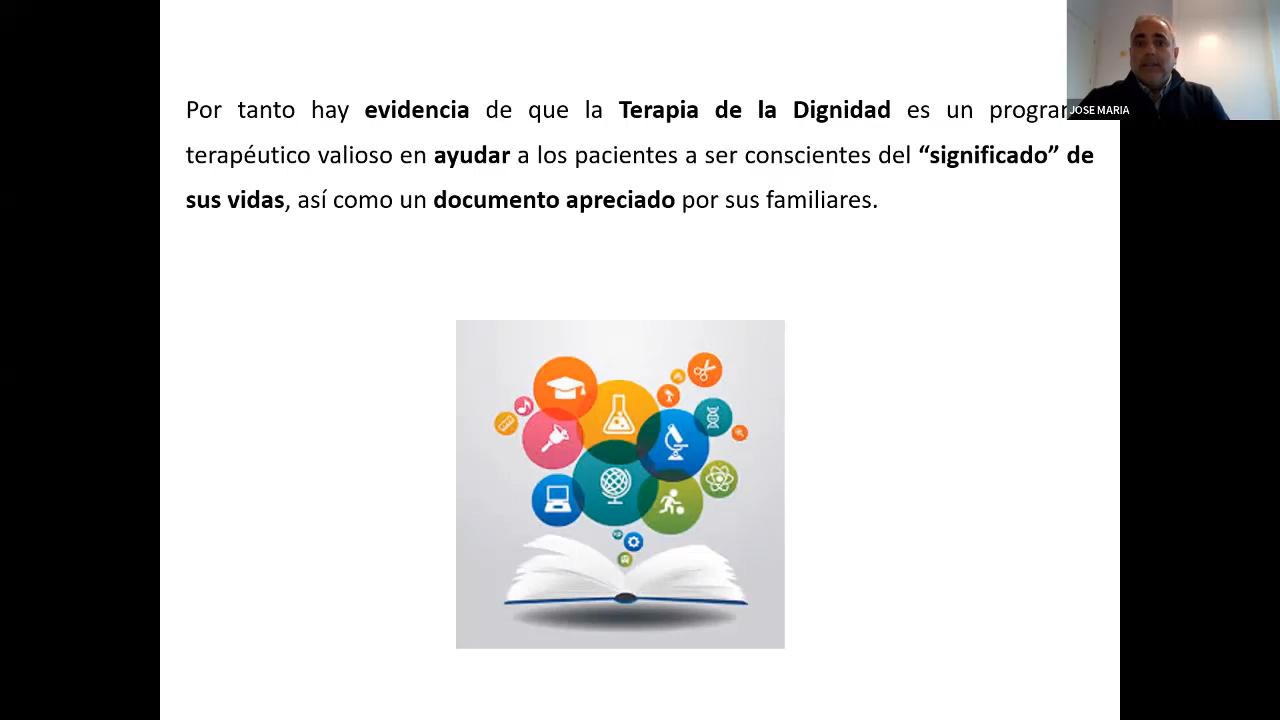 Por tanto hay evidencia de que la Terapia de la Dignidad es un
terapéutico valioso en ayudar a los pacientes a ser conscientes del “significado” de
sus vidas, así como un documento apreciado por sus familiares.
JOSE MARIA